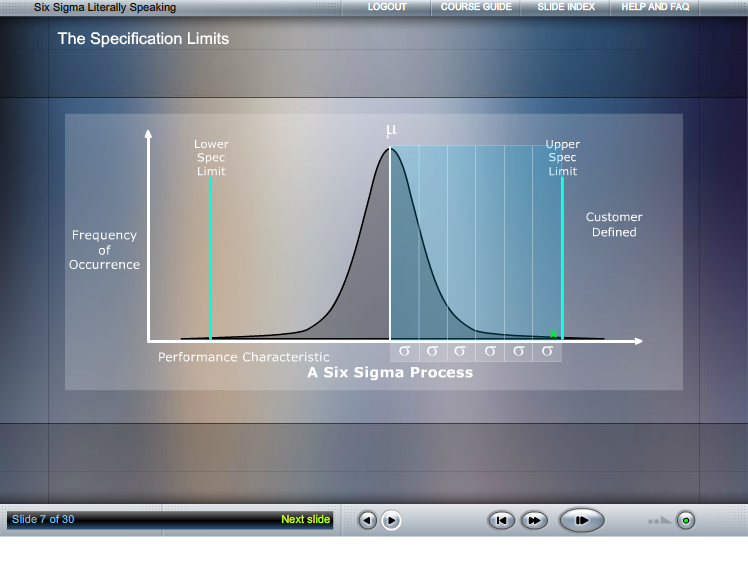 Six Sigma Literally Speaking
LOGOUT
COURSE GUIDE
SLIDE INDEX
HELP AND FAQ
The Specification Limits
μ
Lower
Spec
Limit
Upper
Spec
Limit
Frequency
of
Occurrence
Customer
Defined
σ σ σ σ σ σ
Performance Characteristic
A Six Sigma Process
Slide 7 of 30
Next slide